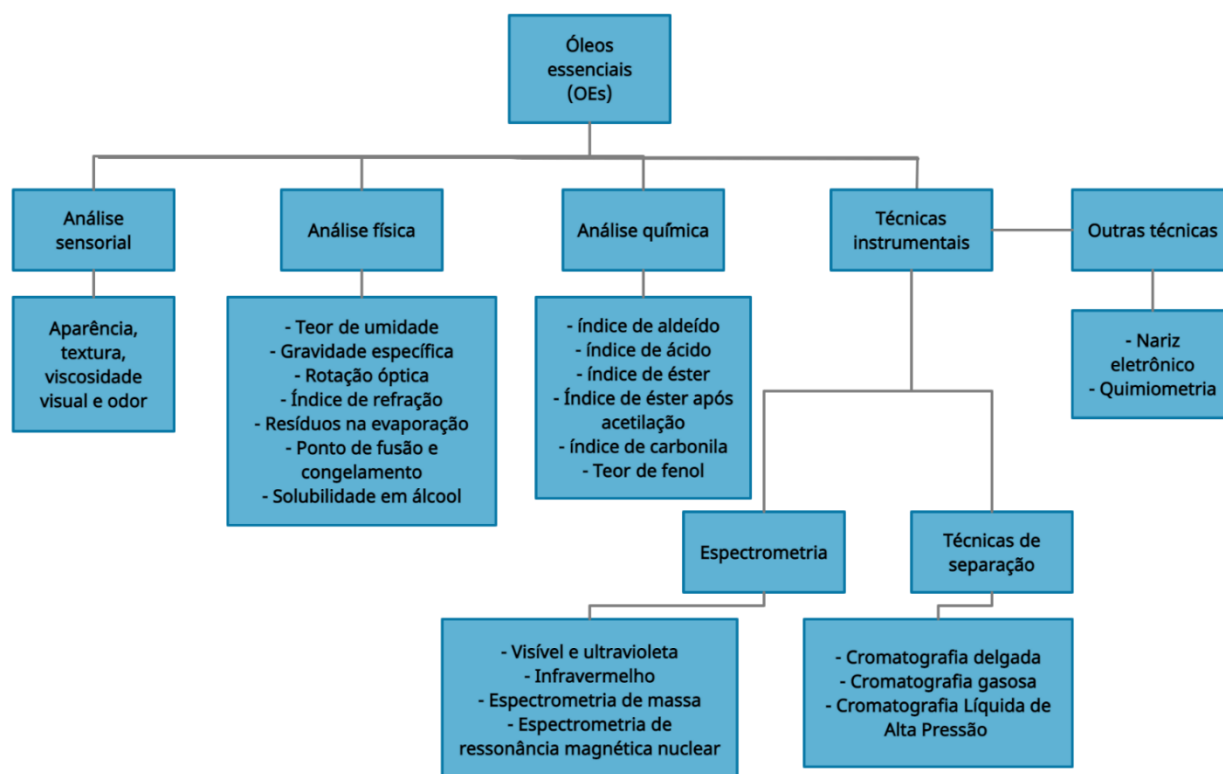 Óleos
essenciais
(OEs)
Análise
sensorial
Análise física
Análise química
Técnicas
instrumentais
Outras técnicas
Aparência,
textura,
viscosidade
visual e odor
- Teor de umidade
- Gravidade específica
- Rotação óptica
- Índice de refração
- Resíduos na evaporação
- Ponto de fusão e
congelamento
- Solubilidade em álcool
- índice de aldeído
- índice de ácido
- índice de éster
- Índice de éster após
acetilação
- índice de carbonila
- Teor de fenol
- Nariz
eletrônico
- Quimiometria
Espectrometria
Técnicas de
separação
- Visível e ultravioleta
- Infravermelho
- Espectrometria de massa
- Espectrometria de
ressonância magnética nuclear
- Cromatografia delgada
- Cromatografia gasosa
- Cromatografia Líquida de
Alta Pressão